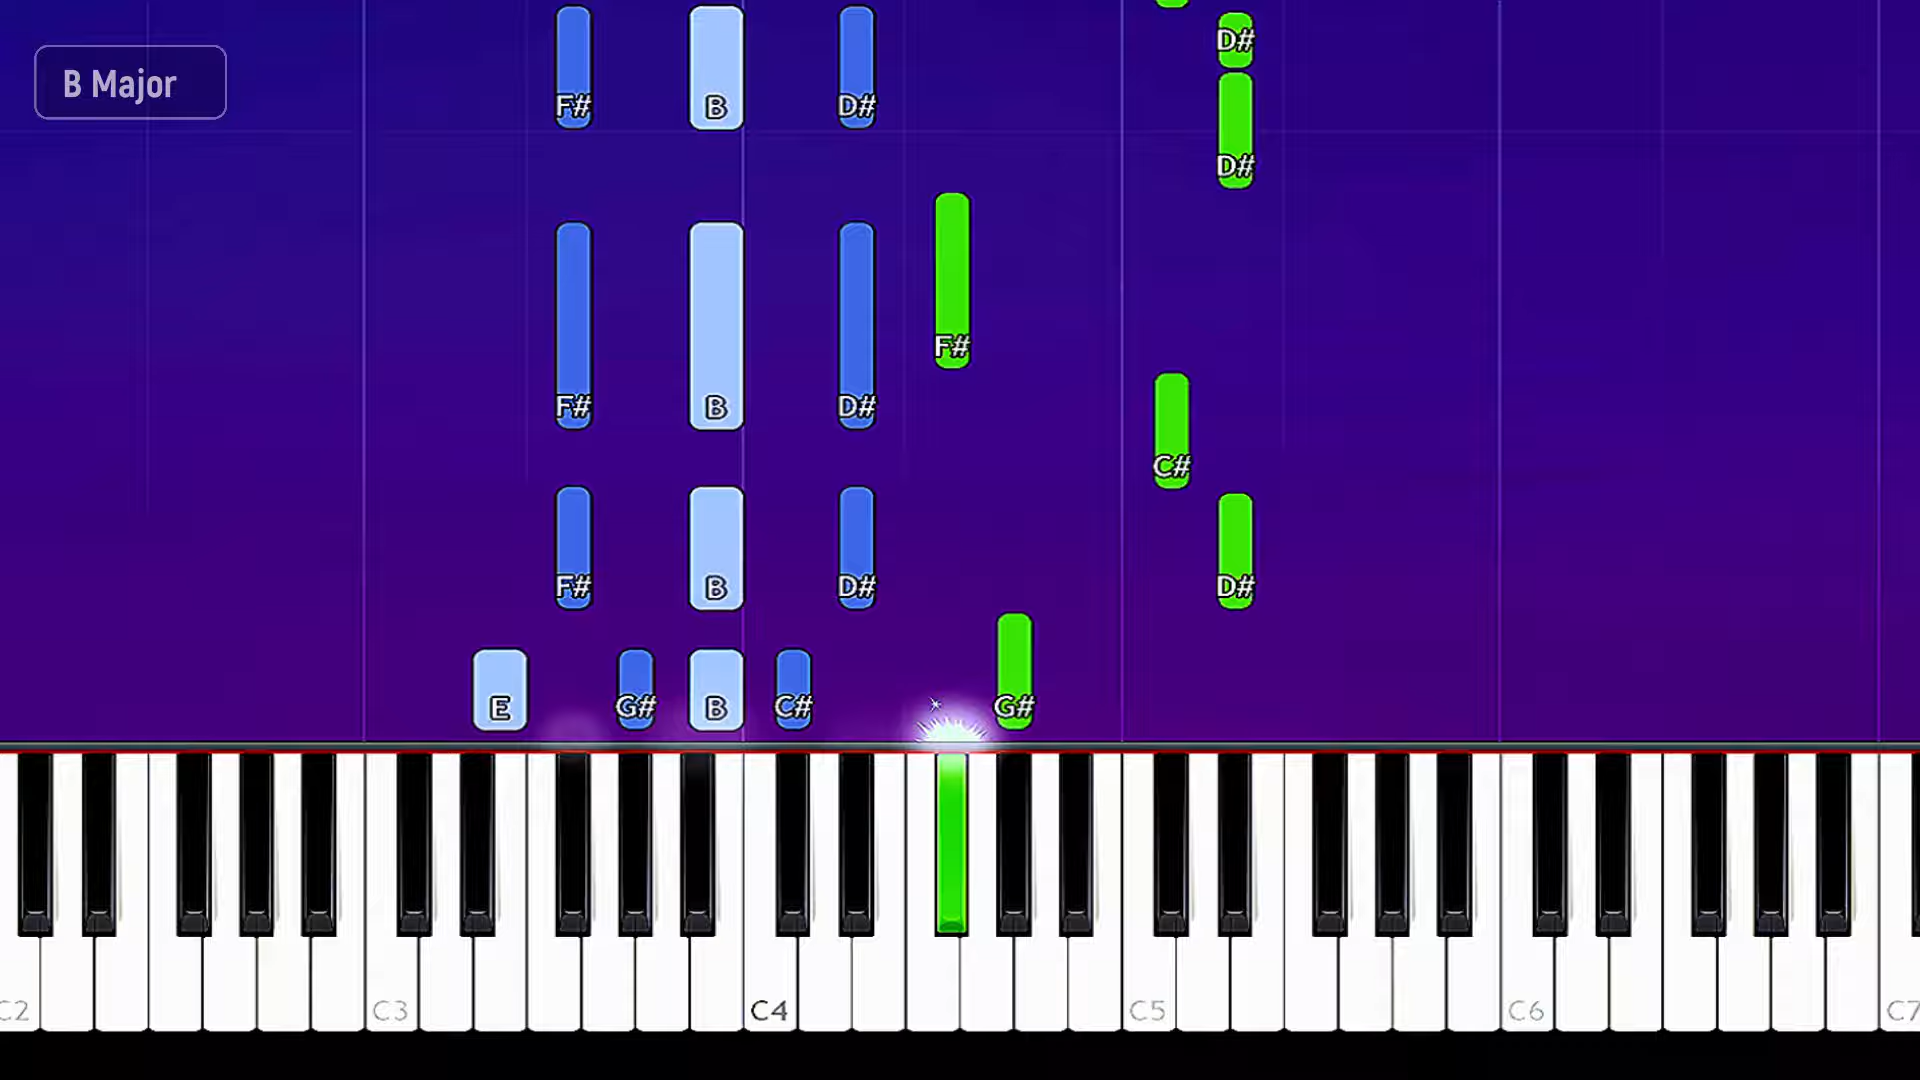 D#
B Major
F# B D#
D#
F#
F# B D#
C#
F# B D# D#
E G# B C# G#
C2 C3 C4 C5 C6 C7